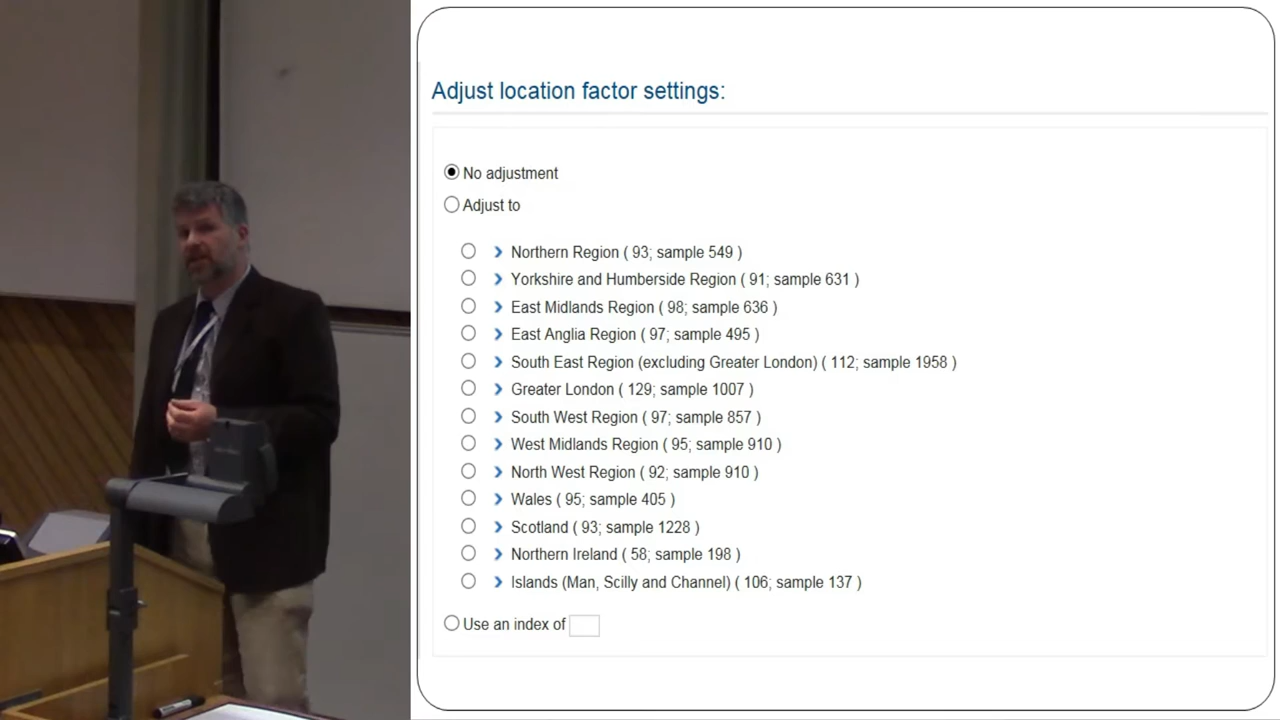 Adjust location factor settings:
No adjustment
Adjust to
Northern Region ( 93; sample 549 )
Yorkshire and Humberside Region ( 91; sample 631 )
East Midlands Region ( 98; sample 636 )
East Anglia Region ( 97; sample 495 )
South East Region (excluding Greater London) ( 112; sample 1958 )
Greater London ( 129; sample 1007 )
South West Region ( 97; sample 857 )
West Midlands Region ( 95; sample 910 )
North West Region ( 92; sample 910 )
Wales ( 95; sample 405 )
Scotland ( 93; sample 1228 )
Northern Ireland ( 58; sample 198 )
Islands (Man, Scilly and Channel) ( 106; sample 137 )
Use an index of